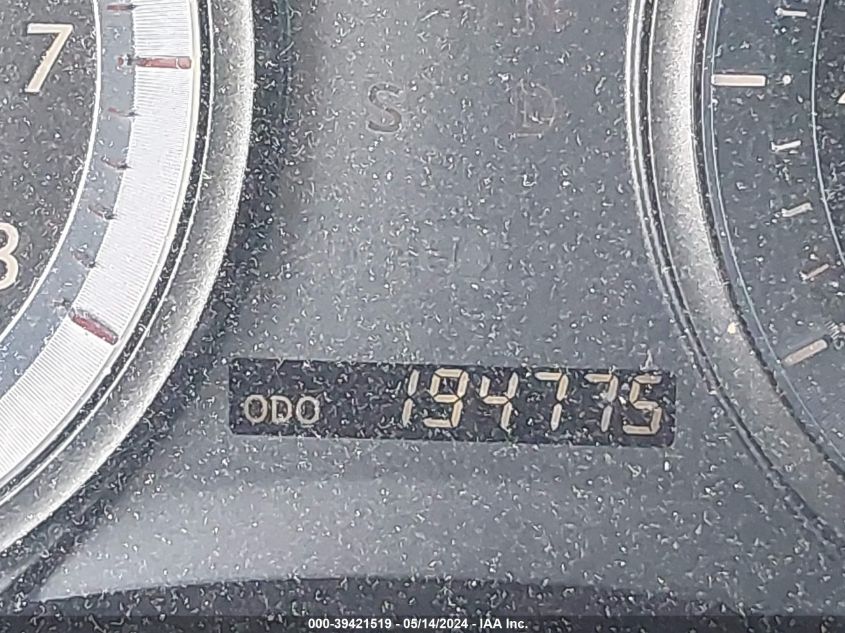 7
S D
8
ODO 194775
000-39421519 - 05/14/2024 - IAA Inc.